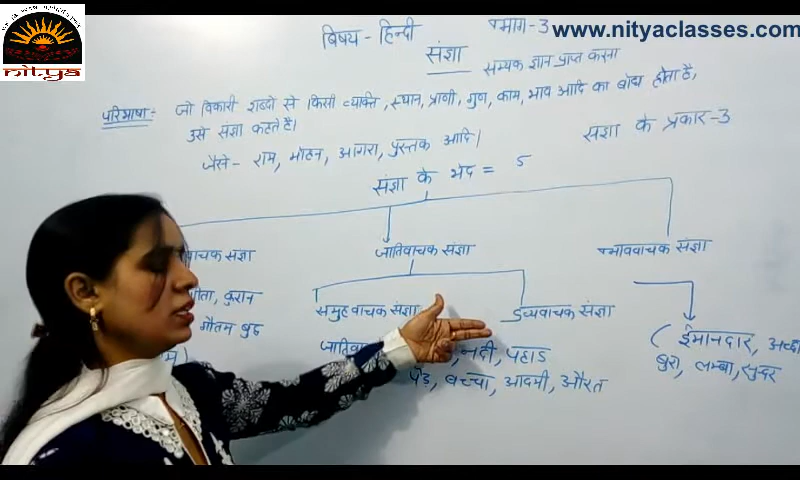 www.nityaclasses.com
nitya
विषय - हिन्दी भाग-3
संज्ञा
सम्यक ज्ञान प्राप्त करना
परिभाषा:- जो विकारी शब्दो से किसी व्यक्ति, स्थान, प्राणी, गुण, काम, भाव आदि का बोध होता है,
उसे संज्ञा कहते है।
संज्ञा के प्रकार-3
जैसे- राम, मोहन, आगरा, पुस्तक आदि।
संज्ञा के भेद = 5
वाचक संज्ञा जातिवाचक संज्ञा भाववाचक संज्ञा
गीता, कुरान समुहवाचक संज्ञा द्रव्यवाचक संज्ञा
गौतम बुद्ध नदी, पहाड (ईमानदार,
पेड, बच्चा, आदमी, औरत बुरा, लम्बा, सुन्दर